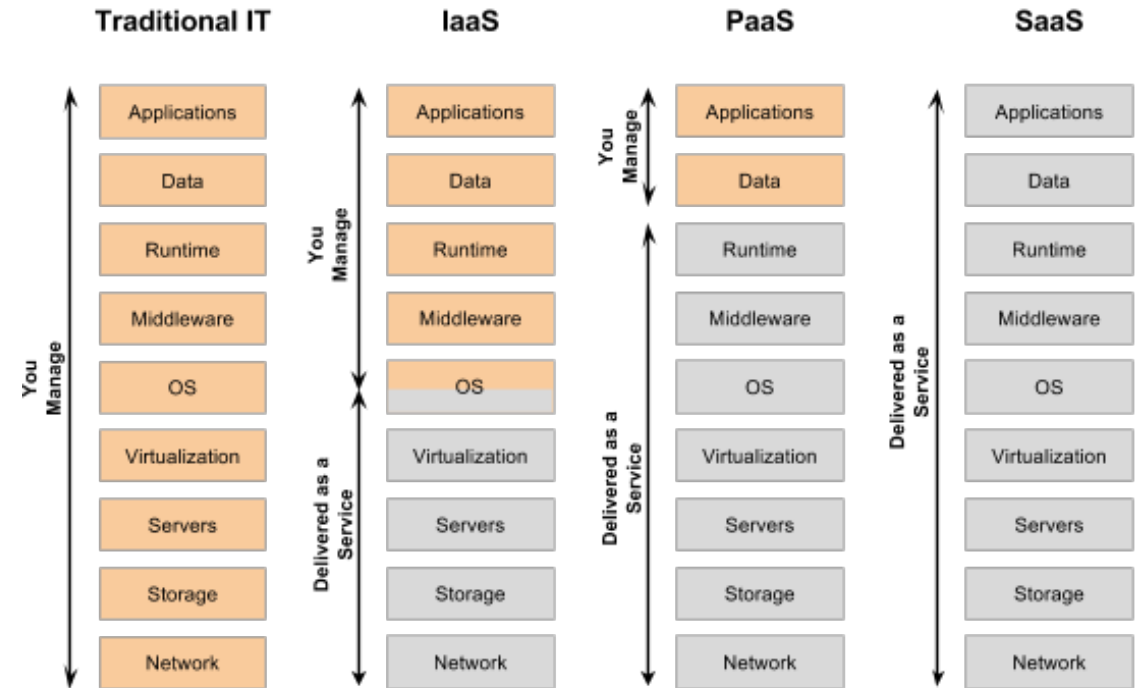 Traditional IT
IaaS
PaaS
SaaS
You
Manage
Applications
Data
Runtime
Middleware
OS
Virtualization
Servers
Storage
Network
You
Manage
Delivered as a
Service
Applications
Data
Runtime
Middleware
OS
Virtualization
Servers
Storage
Network
You
Manage
Delivered as a
Service
Applications
Data
Runtime
Middleware
OS
Virtualization
Servers
Storage
Network
Delivered as a
Service
Applications
Data
Runtime
Middleware
OS
Virtualization
Servers
Storage
Network